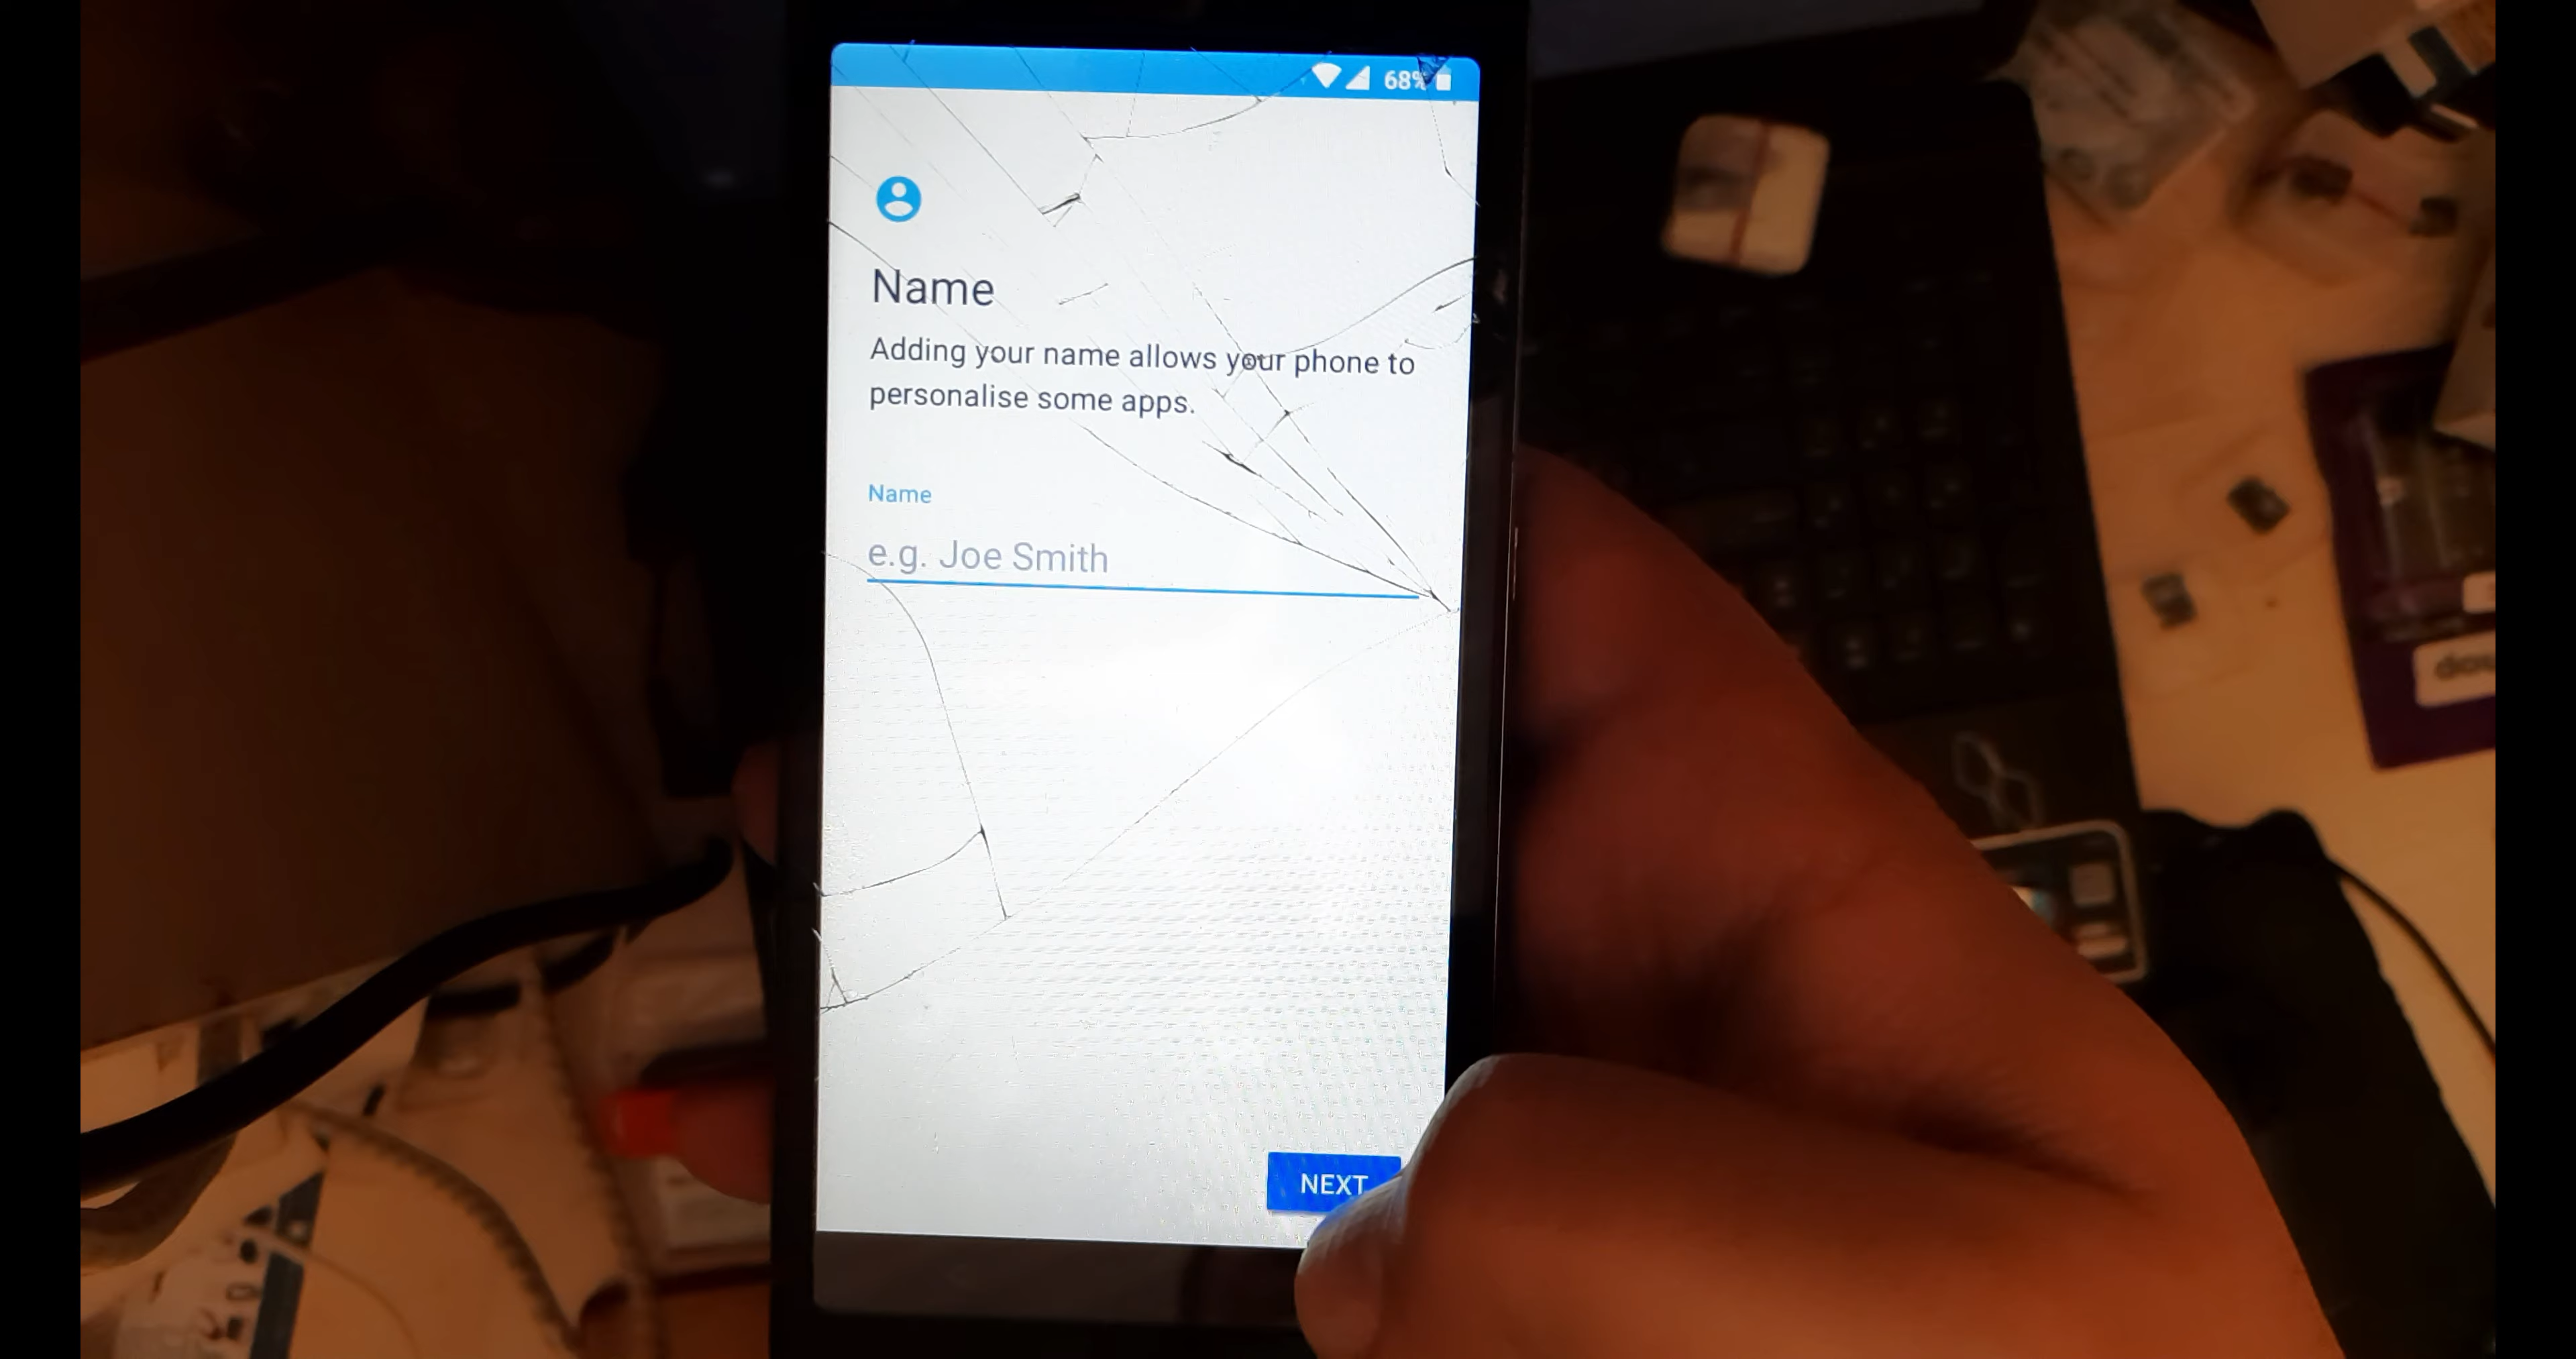 68%
Name
Adding your name allows your phone to
personalise some apps.
Name
e.g. Joe Smith
NEXT